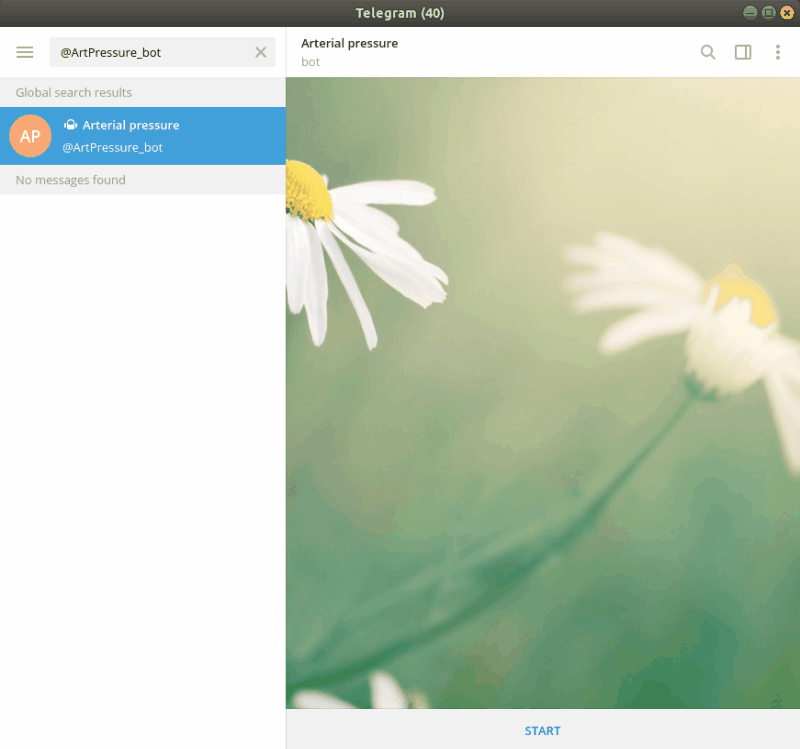 Telegram (40)
@ArtPressure_bot
Global search results
AP
Arterial pressure
@ArtPressure_bot
No messages found
Arterial pressure
bot
START